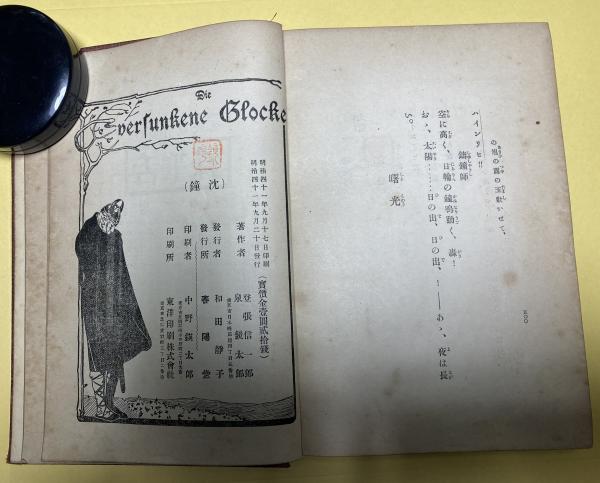 の旭の露の玉散かせて、
ハインリヒ!!
鋳鐘師
空に高く、日輪の鐘鳴動く、轟!
おゝ、太陽……日の出、日の出、!――あゝ、夜は長
い。
曙光
Die
versunkene Glocke
明治四十一年九月十七日印刷
明治四十一年九月二十日發行
(實價金壹圓貳拾錢)
(沈鐘)
著作者
登張信一郎
泉鏡太郎
發行者
和田靜子
發行所
春陽堂
印刷者
中野鍈太郎
印刷所
東洋印刷株式會社